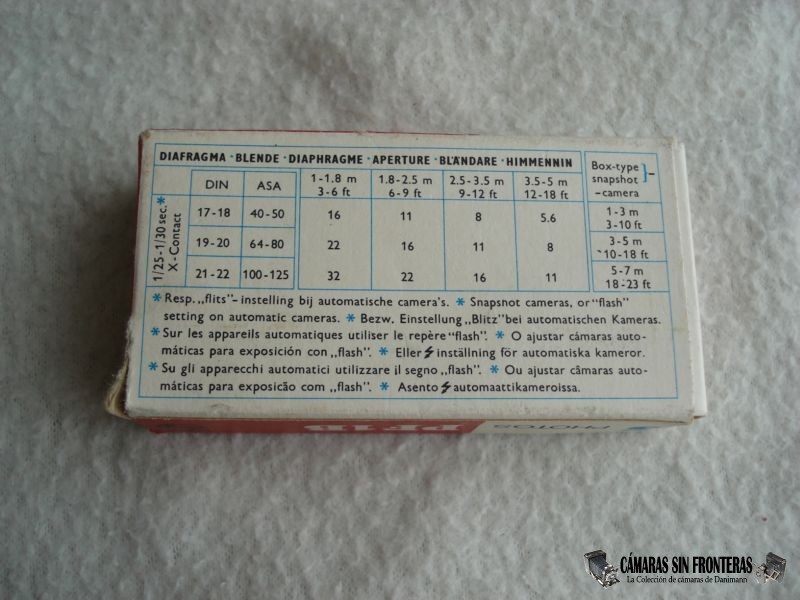 DIAFRAGMA · BLENDE · DIAPHRAGME · APERTURE · BLÄNDARE · HIMMENNIN
Box-type snapshot -camera }-
DIN ASA 1-1.8 m 3-6 ft 1.8-2.5 m 6-9 ft 2.5-3.5 m 9-12 ft 3.5-5 m 12-18 ft
1/25-1/30 sec.* X-Contact
17-18 40-50 16 11 8 5.6 1-3 m 3-10 ft
19-20 64-80 22 16 11 8 3-5 m 10-18 ft
21-22 100-125 32 22 16 11 5-7 m 18-23 ft
* Resp. „flits"-instelling bij automatische camera's. * Snapshot cameras, or "flash"
setting on automatic cameras. * Bezw. Einstellung „Blitz" bei automatischen Kameras.
* Sur les appareils automatiques utiliser le repère "flash". * O ajustar cámaras auto-
máticas para exposición con „flash". * Eller ⚡ inställning för automatiska kameror.
* Su gli apparecchi automatici utilizzare il segno „flash". * Ou ajustar câmaras auto-
máticas para exposicão com „flash". * Asento ⚡ automaattikameroissa.
PF1B
PHOTOS
CÁMARAS SIN FRONTERAS
La Colección de cámaras de Danimann